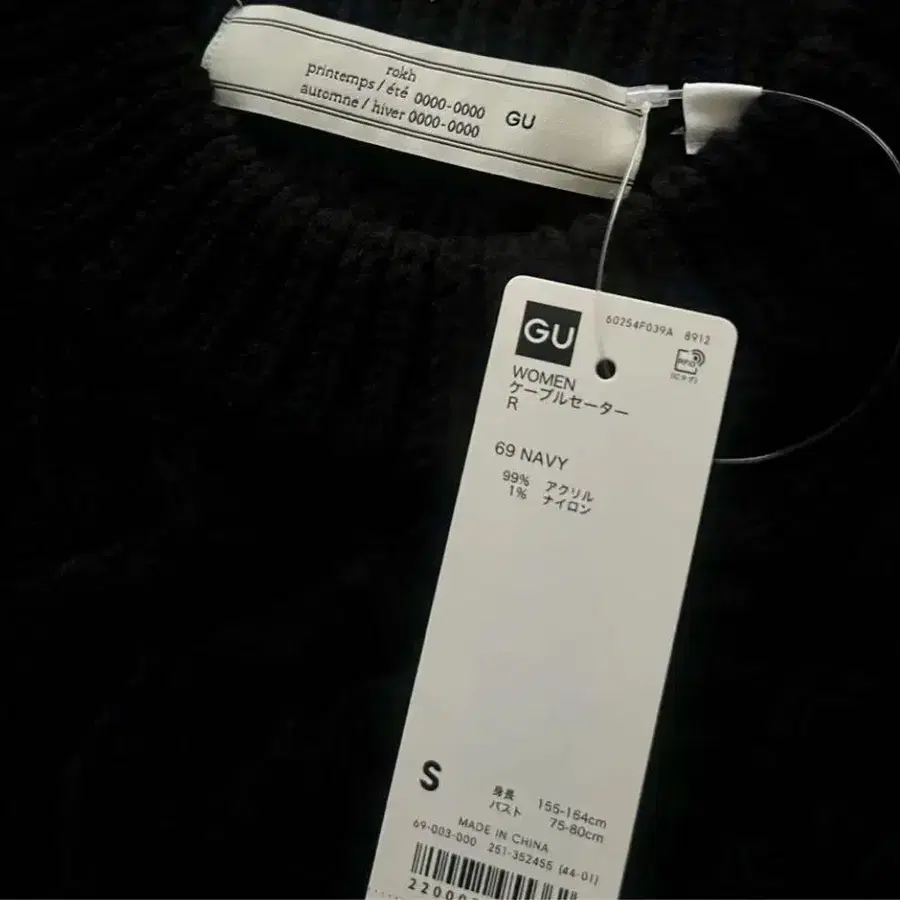 rokh
printemps / été 0000-0000
automne / hiver 0000-0000
GU
GU
60254F039A 8912
RFID
WOMEN
ケーブルセーター
R
69 NAVY
99% アクリル
1% ナイロン
S
身長 155-164cm
バスト 75-80cm
MADE IN CHINA
69-003-000 251-352455 (44-01)